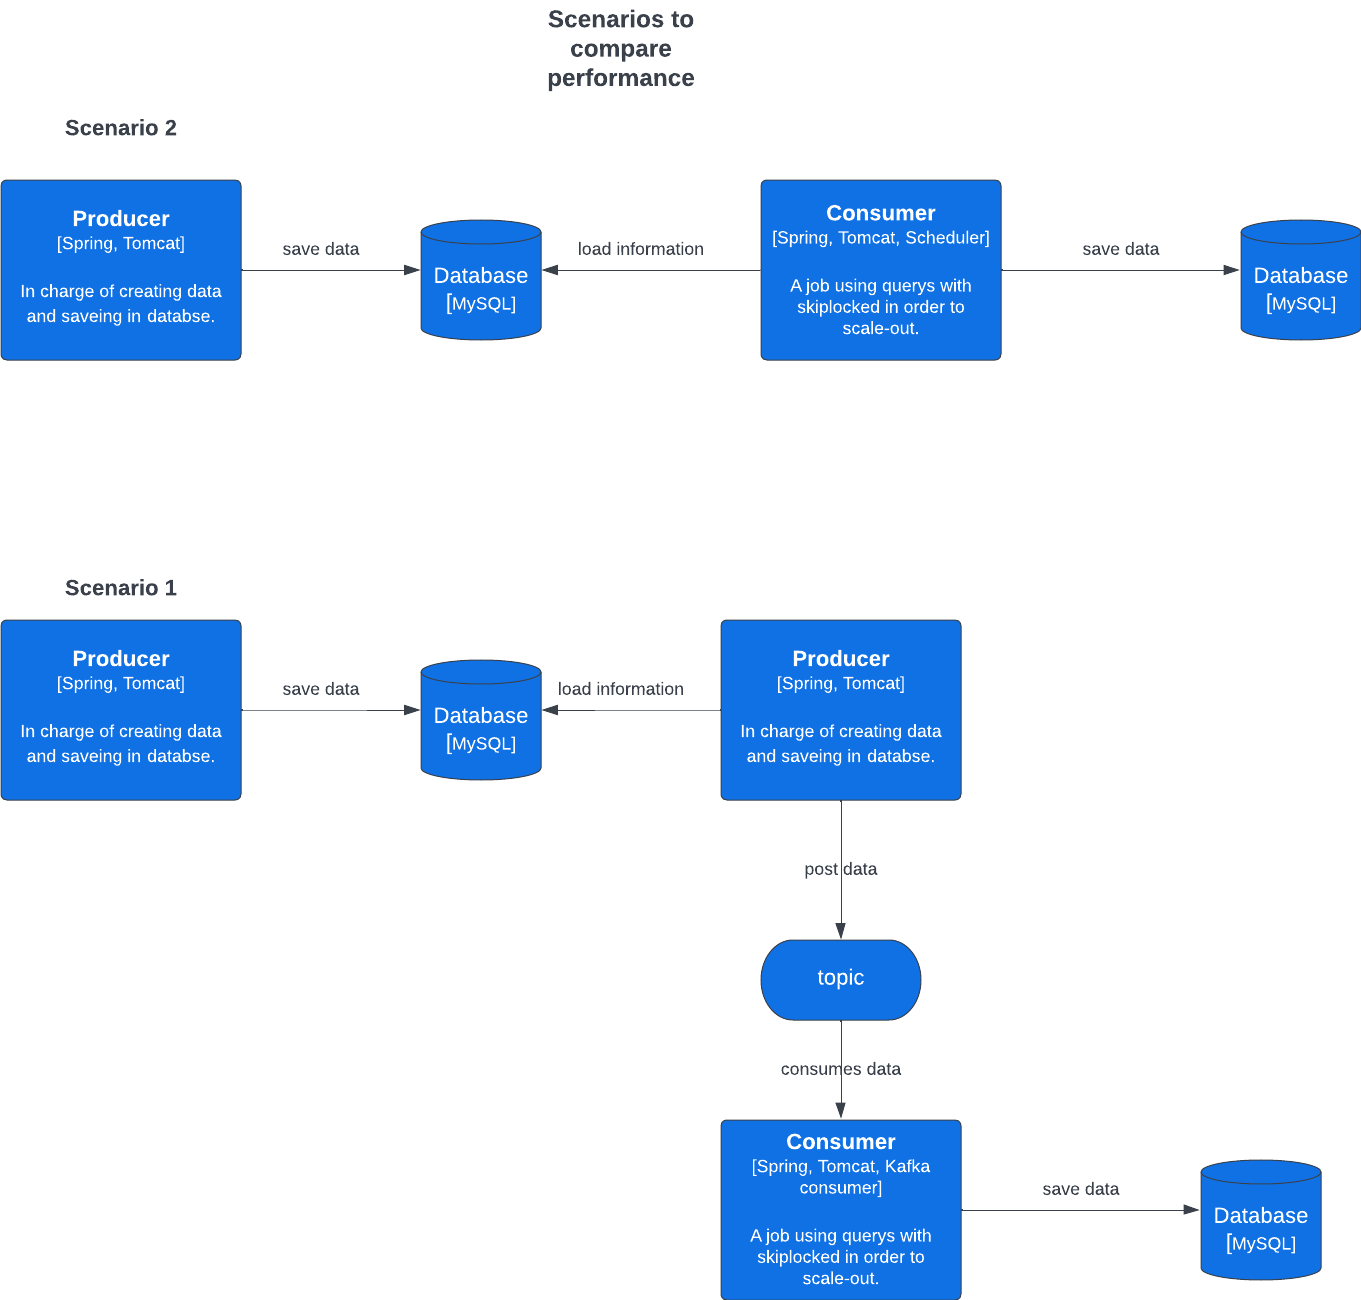 Scenarios to
compare
performance
Scenario 2
Producer
[Spring, Tomcat]
In charge of creating data
and saveing in databse.
save data
Database
[MySQL]
load information
Consumer
[Spring, Tomcat, Scheduler]
A job using querys with
skiplocked in order to
scale-out.
save data
Database
[MySQL]
Scenario 1
Producer
[Spring, Tomcat]
In charge of creating data
and saveing in databse.
save data
Database
[MySQL]
load information
Producer
[Spring, Tomcat]
In charge of creating data
and saveing in databse.
post data
topic
consumes data
Consumer
[Spring, Tomcat, Kafka
consumer]
A job using querys with
skiplocked in order to
scale-out.
save data
Database
[MySQL]